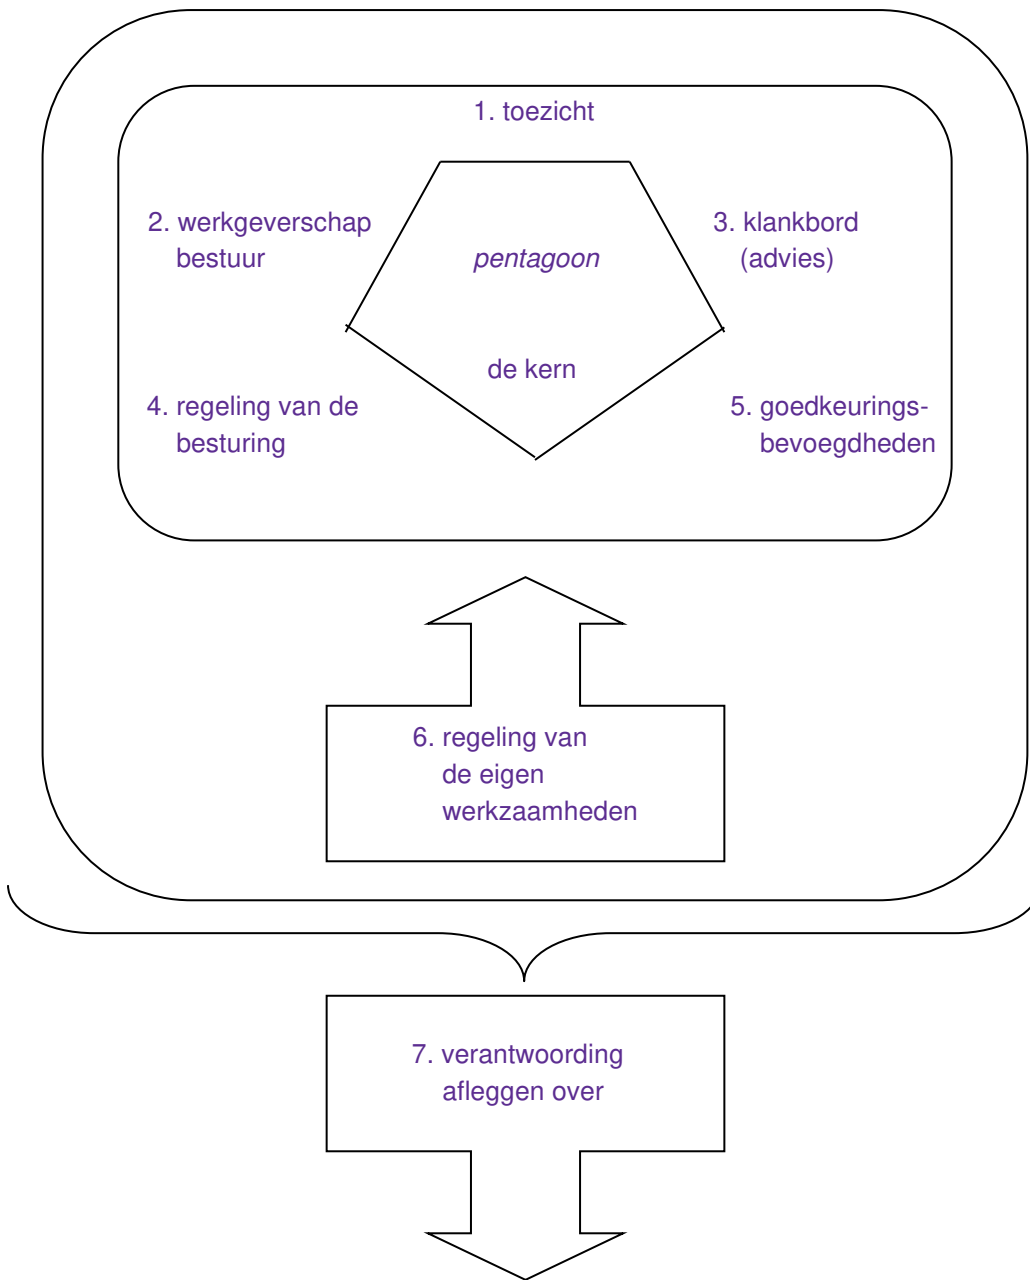 1. toezicht
2. werkgeverschap
bestuur
3. klankbord
(advies)
pentagoon
de kern
4. regeling van de
besturing
5. goedkeurings-
bevoegdheden
6. regeling van
de eigen
werkzaamheden
7. verantwoording
afleggen over